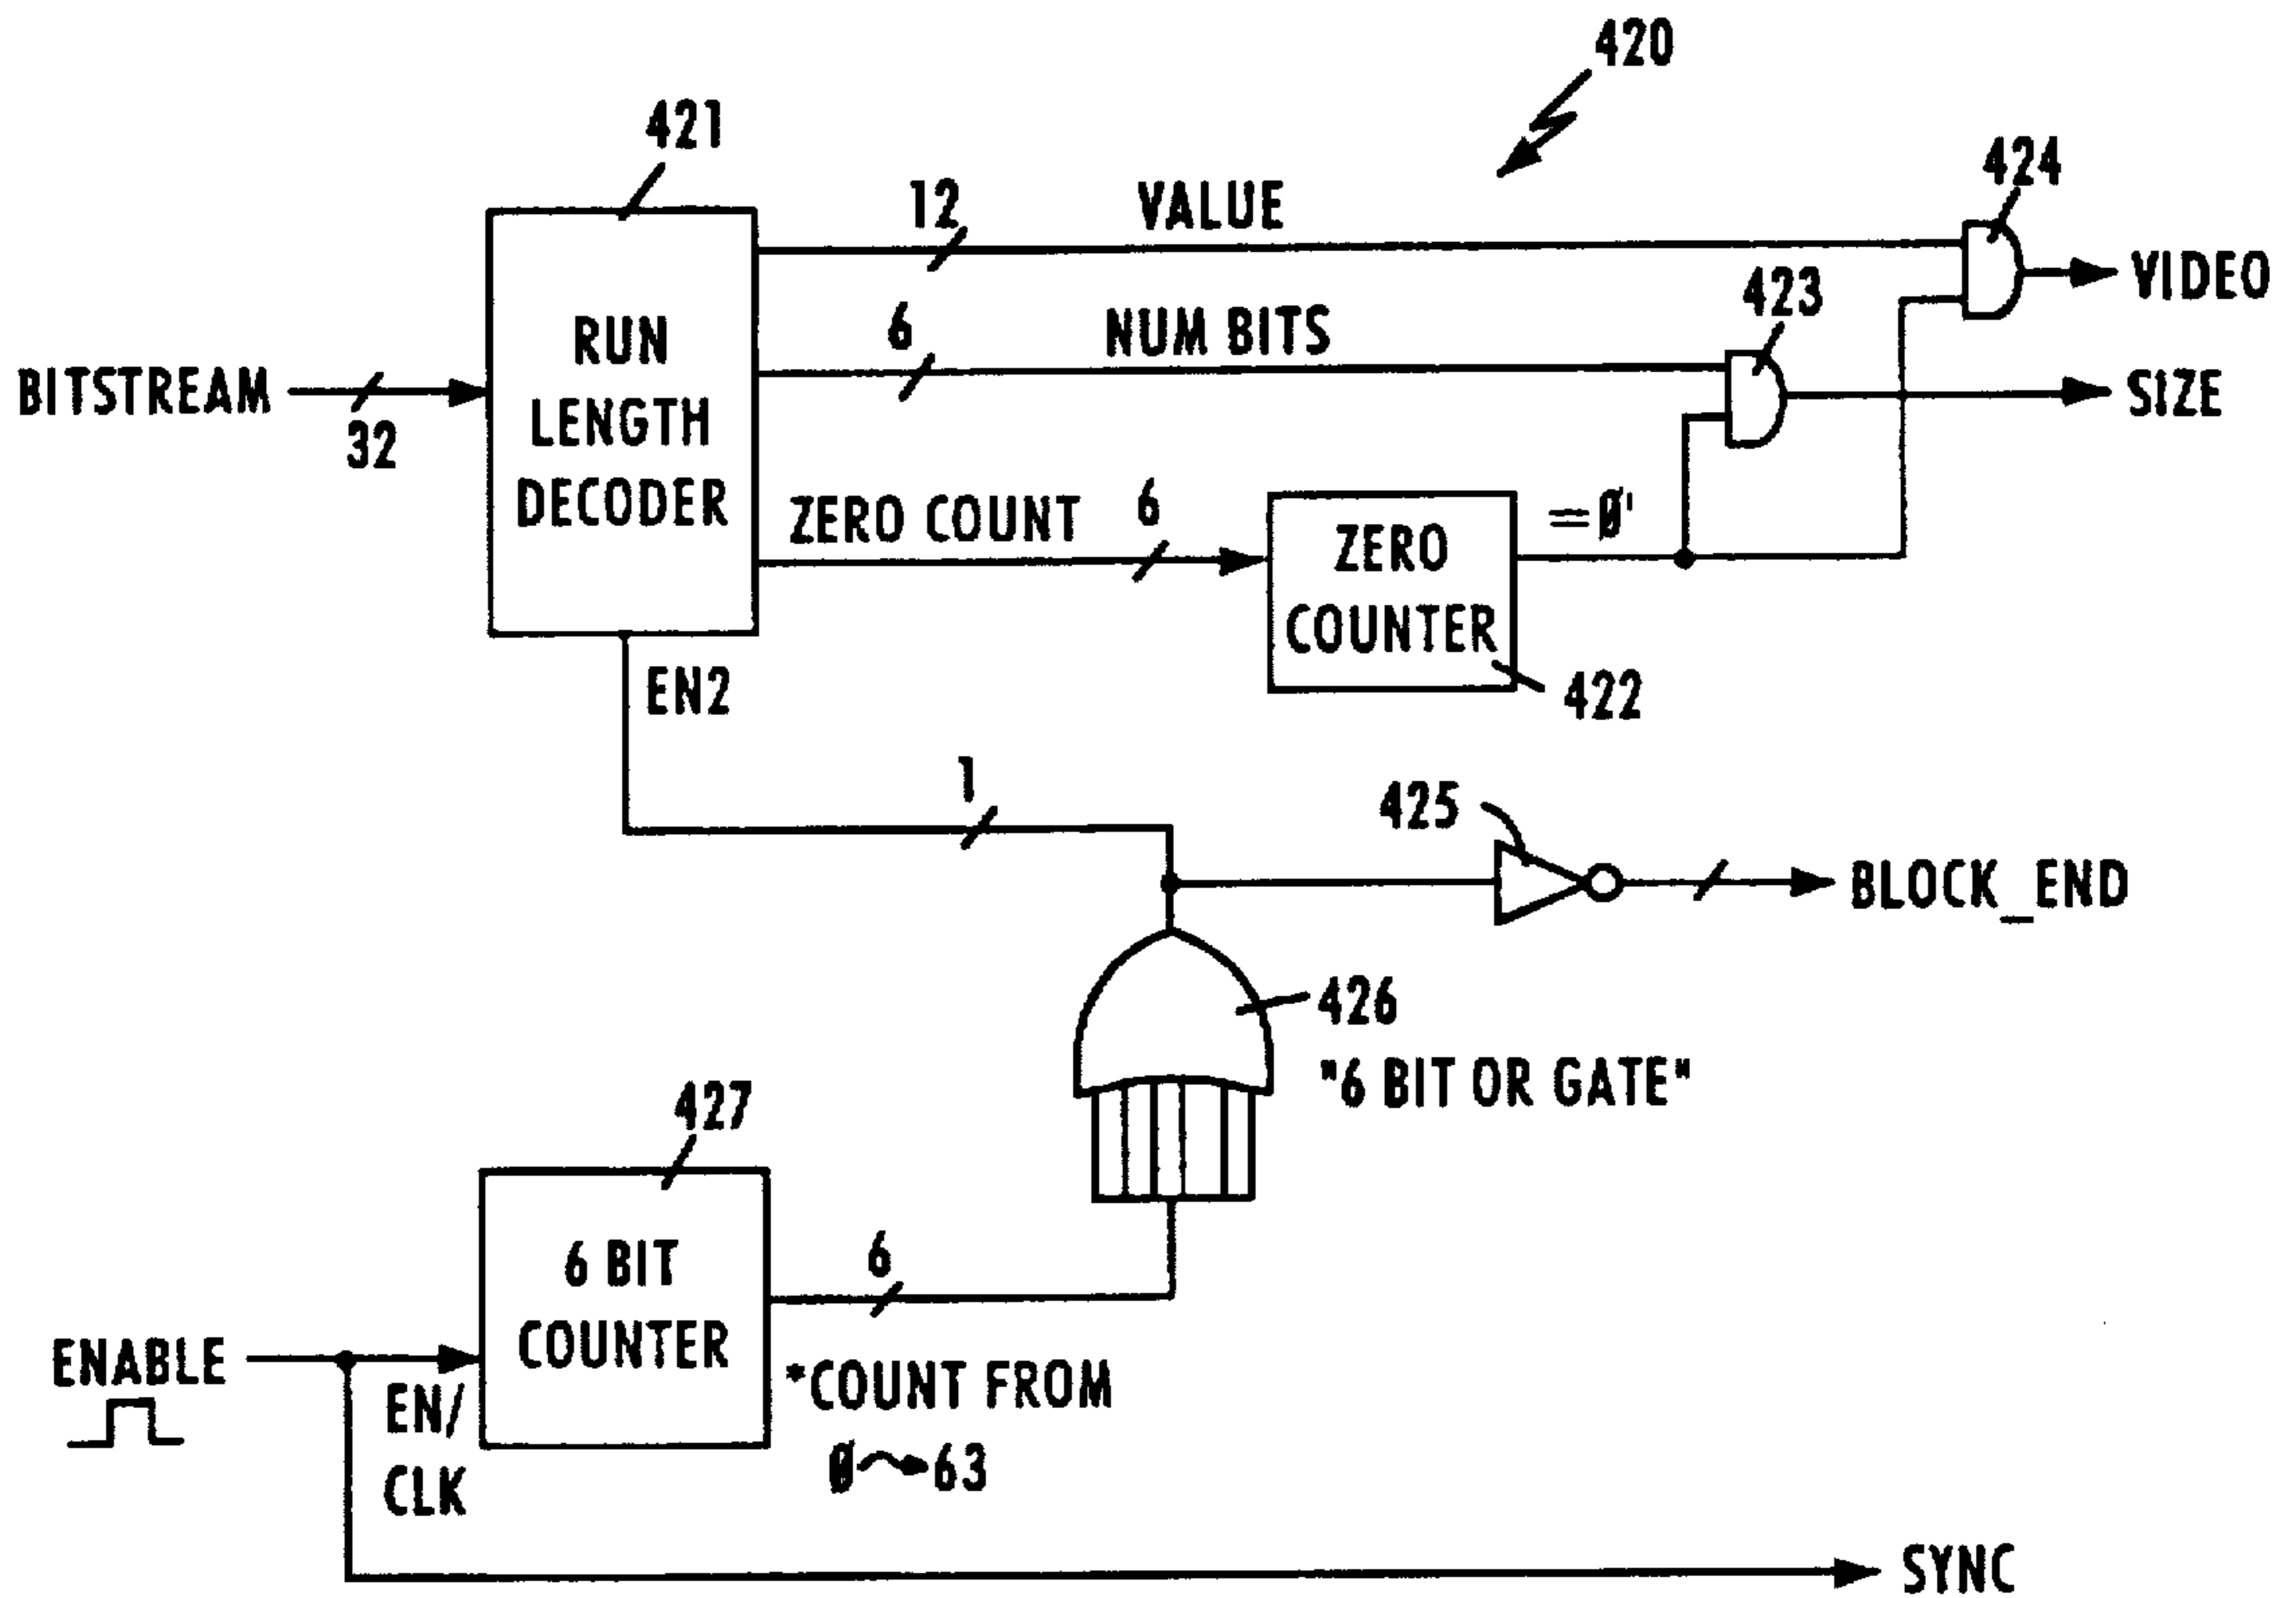 420
421
424
12 VALUE
VIDEO
423
6 NUM BITS
BITSTREAM
32
RUN
LENGTH
DECODER
SIZE
ZERO COUNT 6
=Ø'
ZERO
COUNTER
422
EN2
1
425
BLOCK_END
426
"6 BIT OR GATE"
427
6 BIT
COUNTER
6
ENABLE
EN/
CLK
*COUNT FROM
Ø 63
SYNC